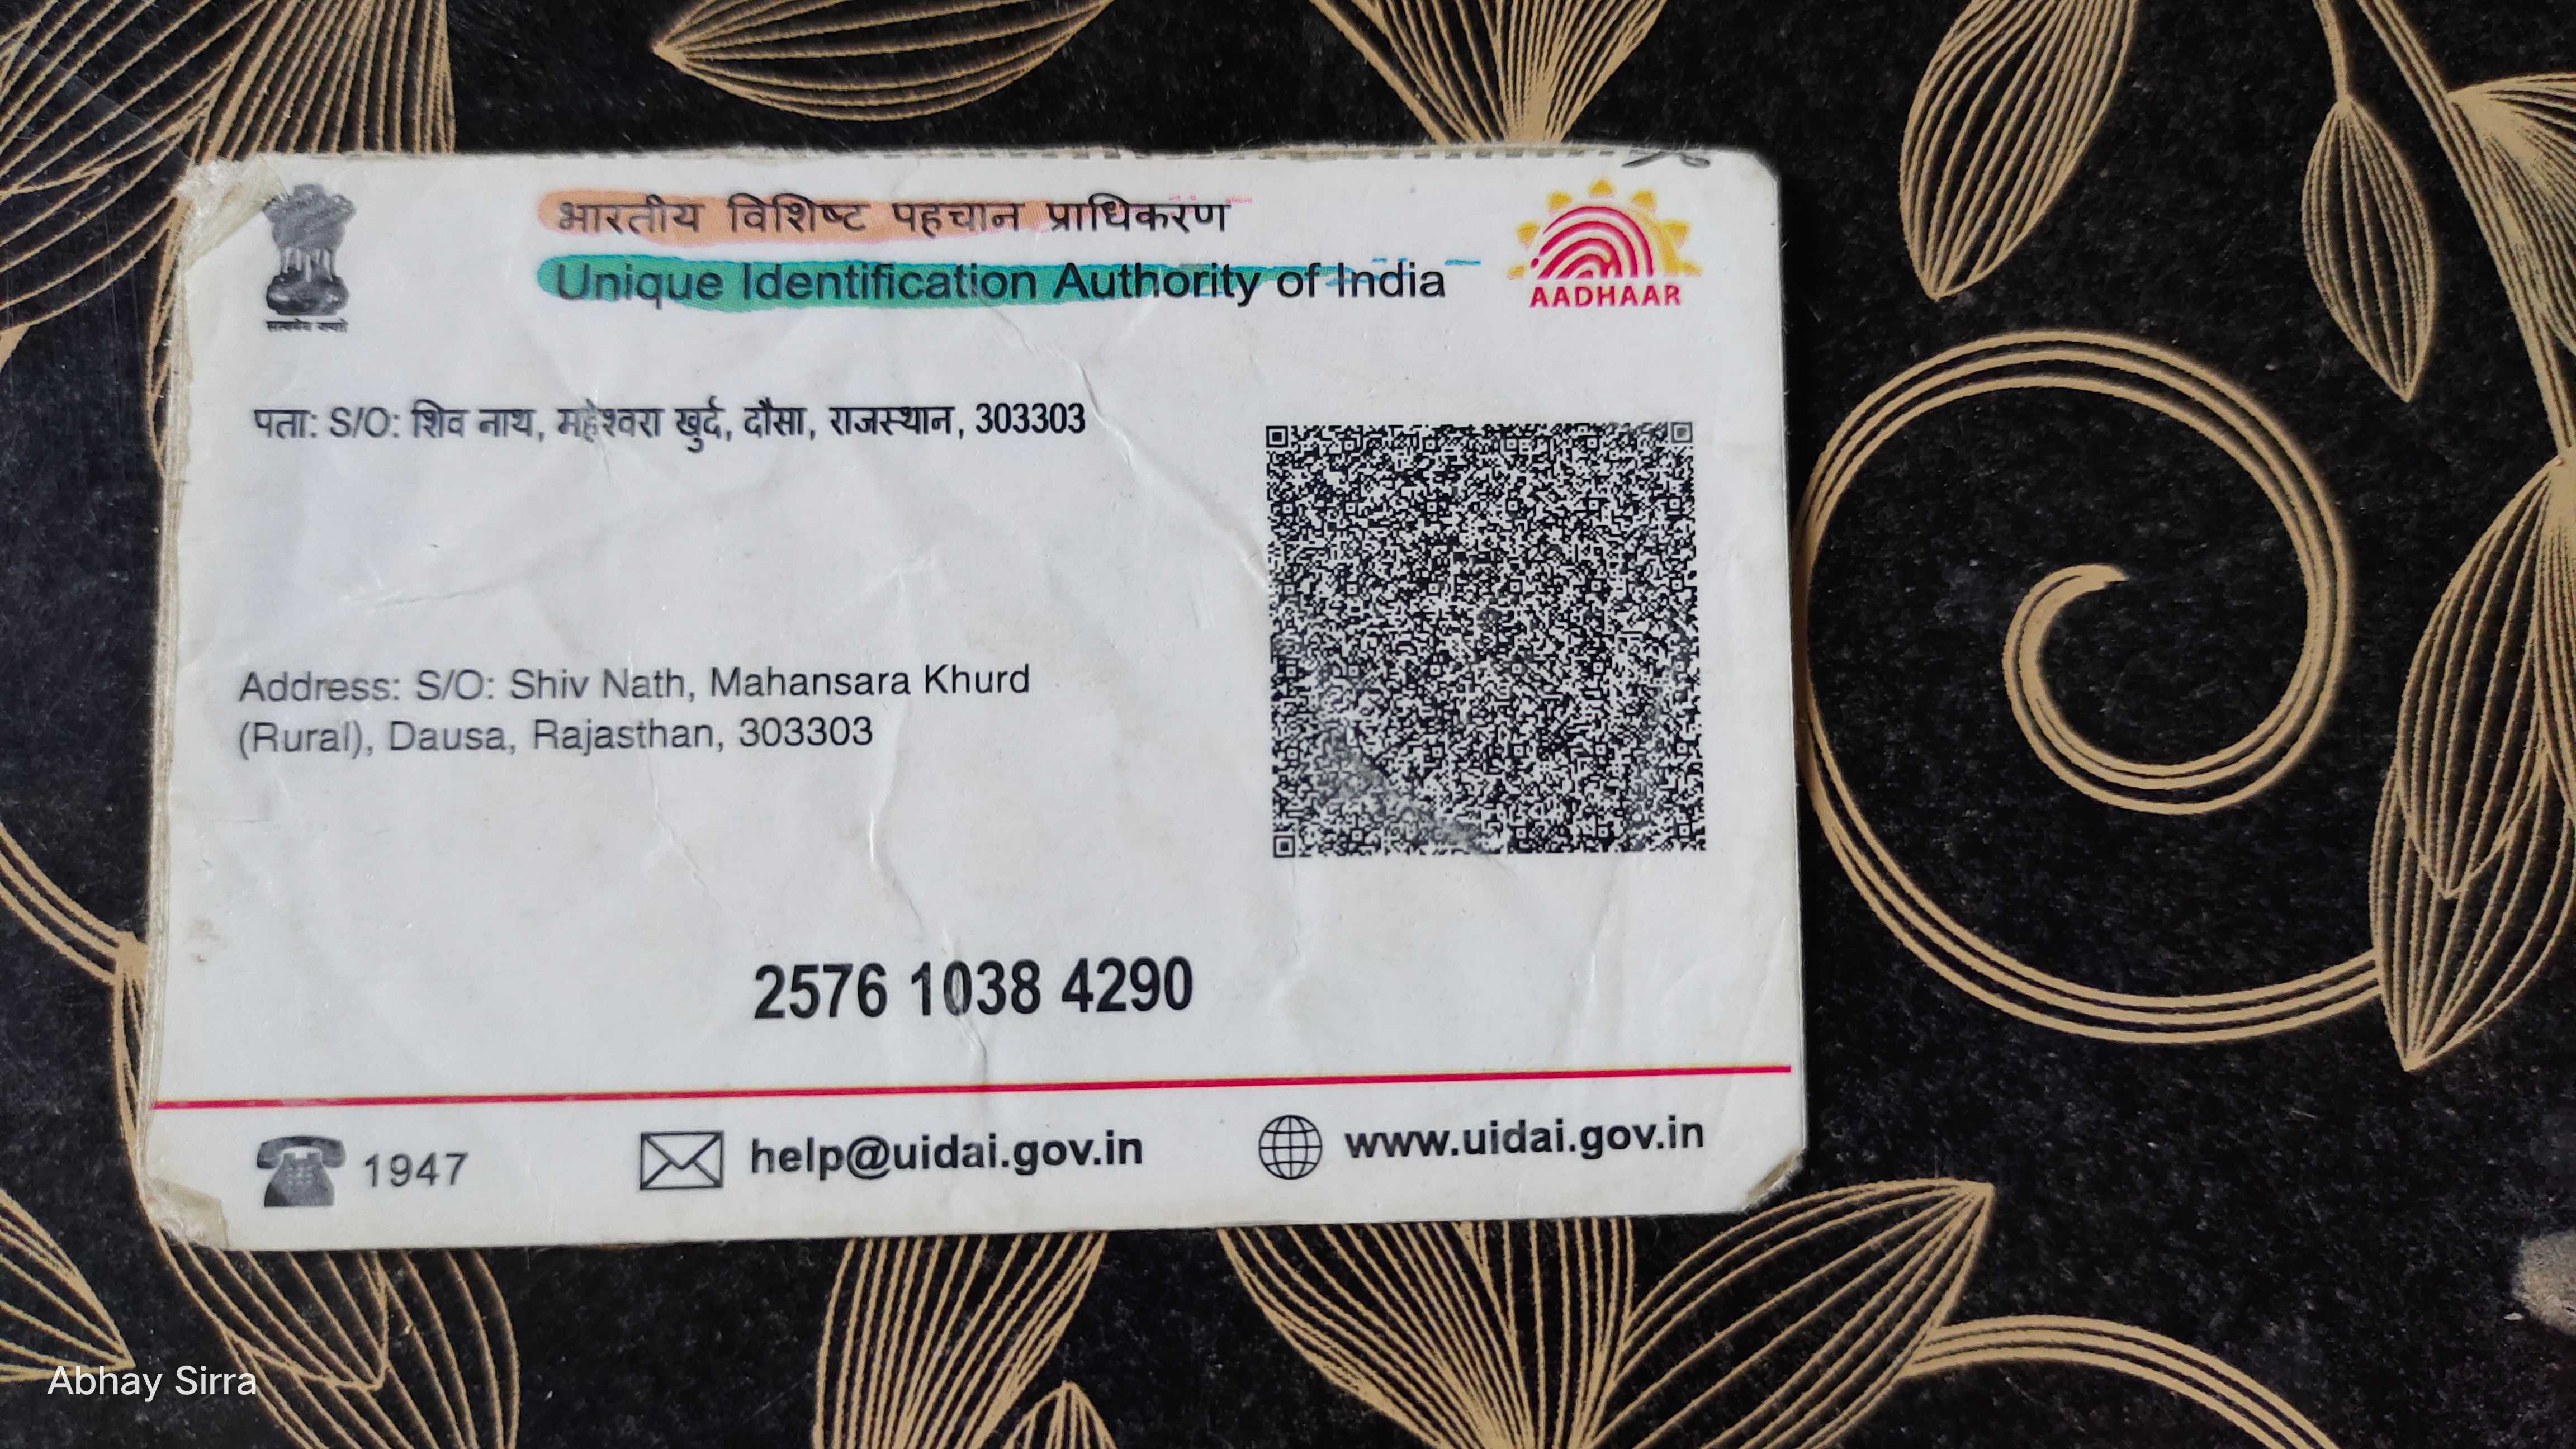 भारतीय विशिष्ट पहचान प्राधिकरण
Unique Identification Authority of India
AADHAAR
सत्यमेव जयते
पता: S/O: शिव नाथ, महेश्वरा खुर्द, दौसा, राजस्थान, 303303
Address: S/O: Shiv Nath, Mahansara Khurd
(Rural), Dausa, Rajasthan, 303303
2576 1038 4290
1947
help@uidai.gov.in
www.uidai.gov.in
Abhay Sirra